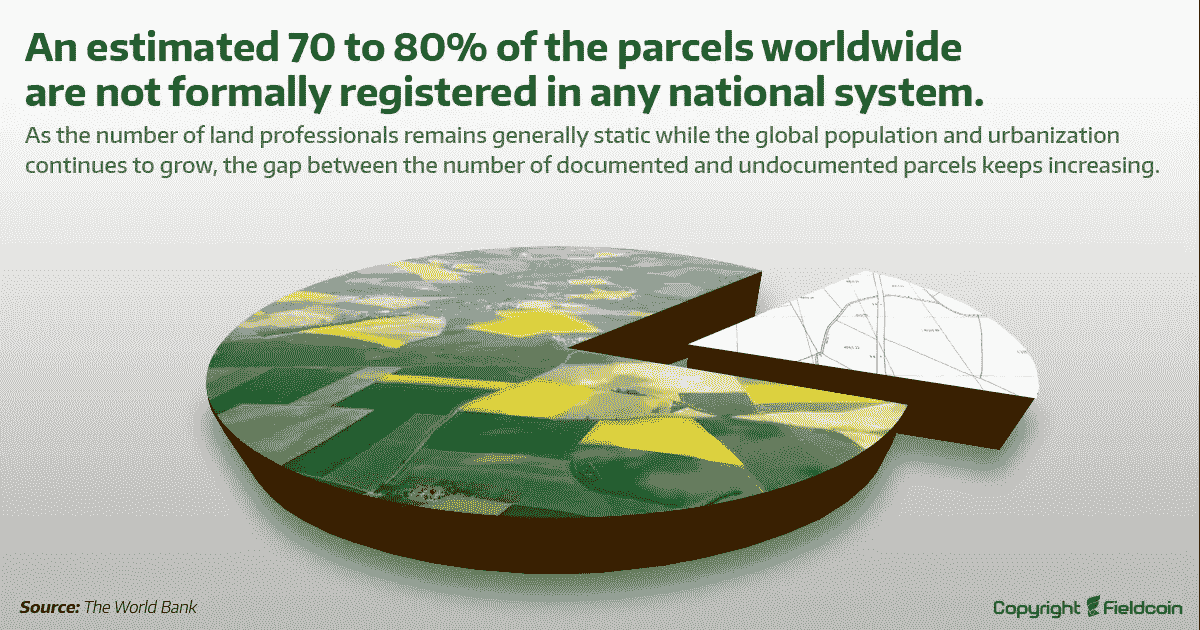 An estimated 70 to 80% of the parcels worldwide
are not formally registered in any national system.
As the number of land professionals remains generally static while the global population and urbanization
continues to grow, the gap between the number of documented and undocumented parcels keeps increasing.
Source: The World Bank
Copyright Fieldcoin